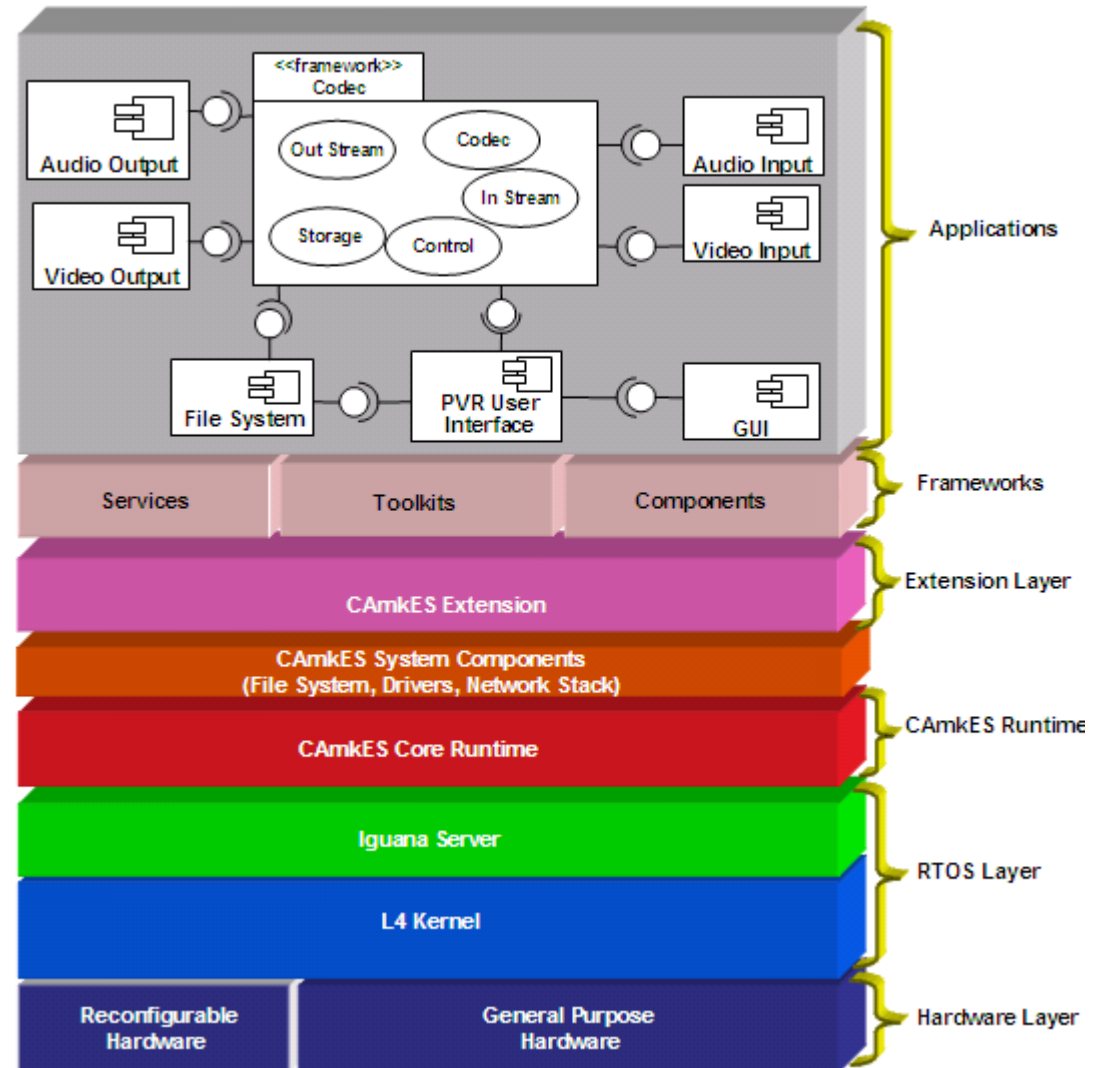 <<framework>>
Codec
Audio Output
Out Stream
Codec
Audio Input
In Stream
Video Output
Storage
Control
Video Input
Applications
File System
PVR User
Interface
GUI
Services
Toolkits
Components
Frameworks
CAmkES Extension
Extension Layer
CAmkES System Components
(File System, Drivers, Network Stack)
CAmkES Core Runtime
CAmkES Runtime
Iguana Server
L4 Kernel
RTOS Layer
Reconfigurable
Hardware
General Purpose
Hardware
Hardware Layer